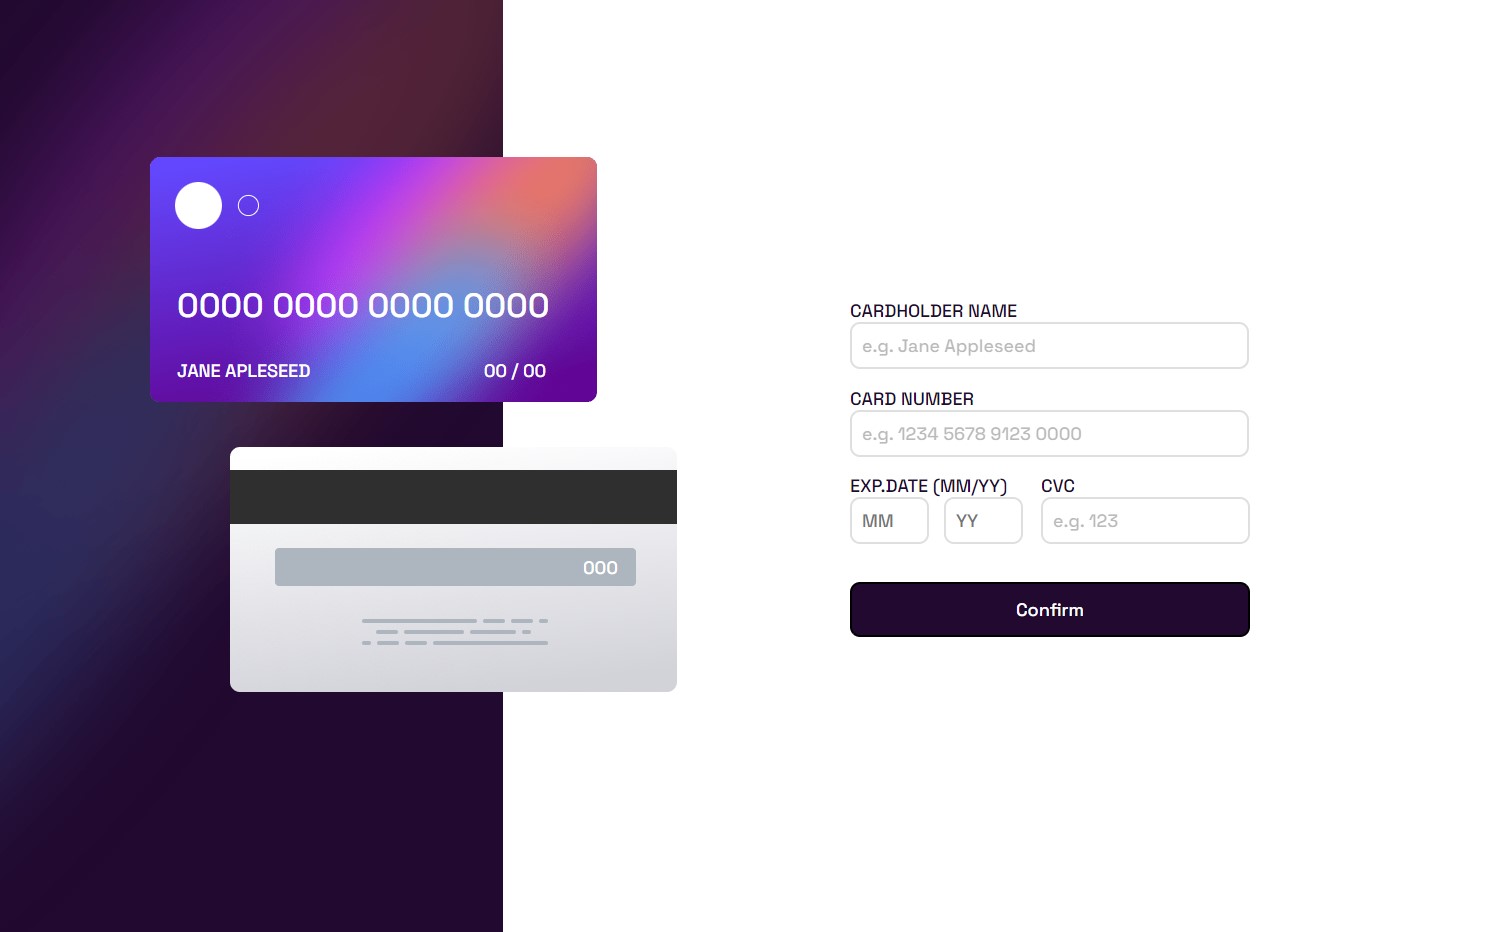 0000 0000 0000 0000
JANE APLESEED
00 / 00
000
CARDHOLDER NAME
e.g. Jane Appleseed
CARD NUMBER
e.g. 1234 5678 9123 0000
EXP.DATE (MM/YY)
CVC
MM
YY
e.g. 123
Confirm